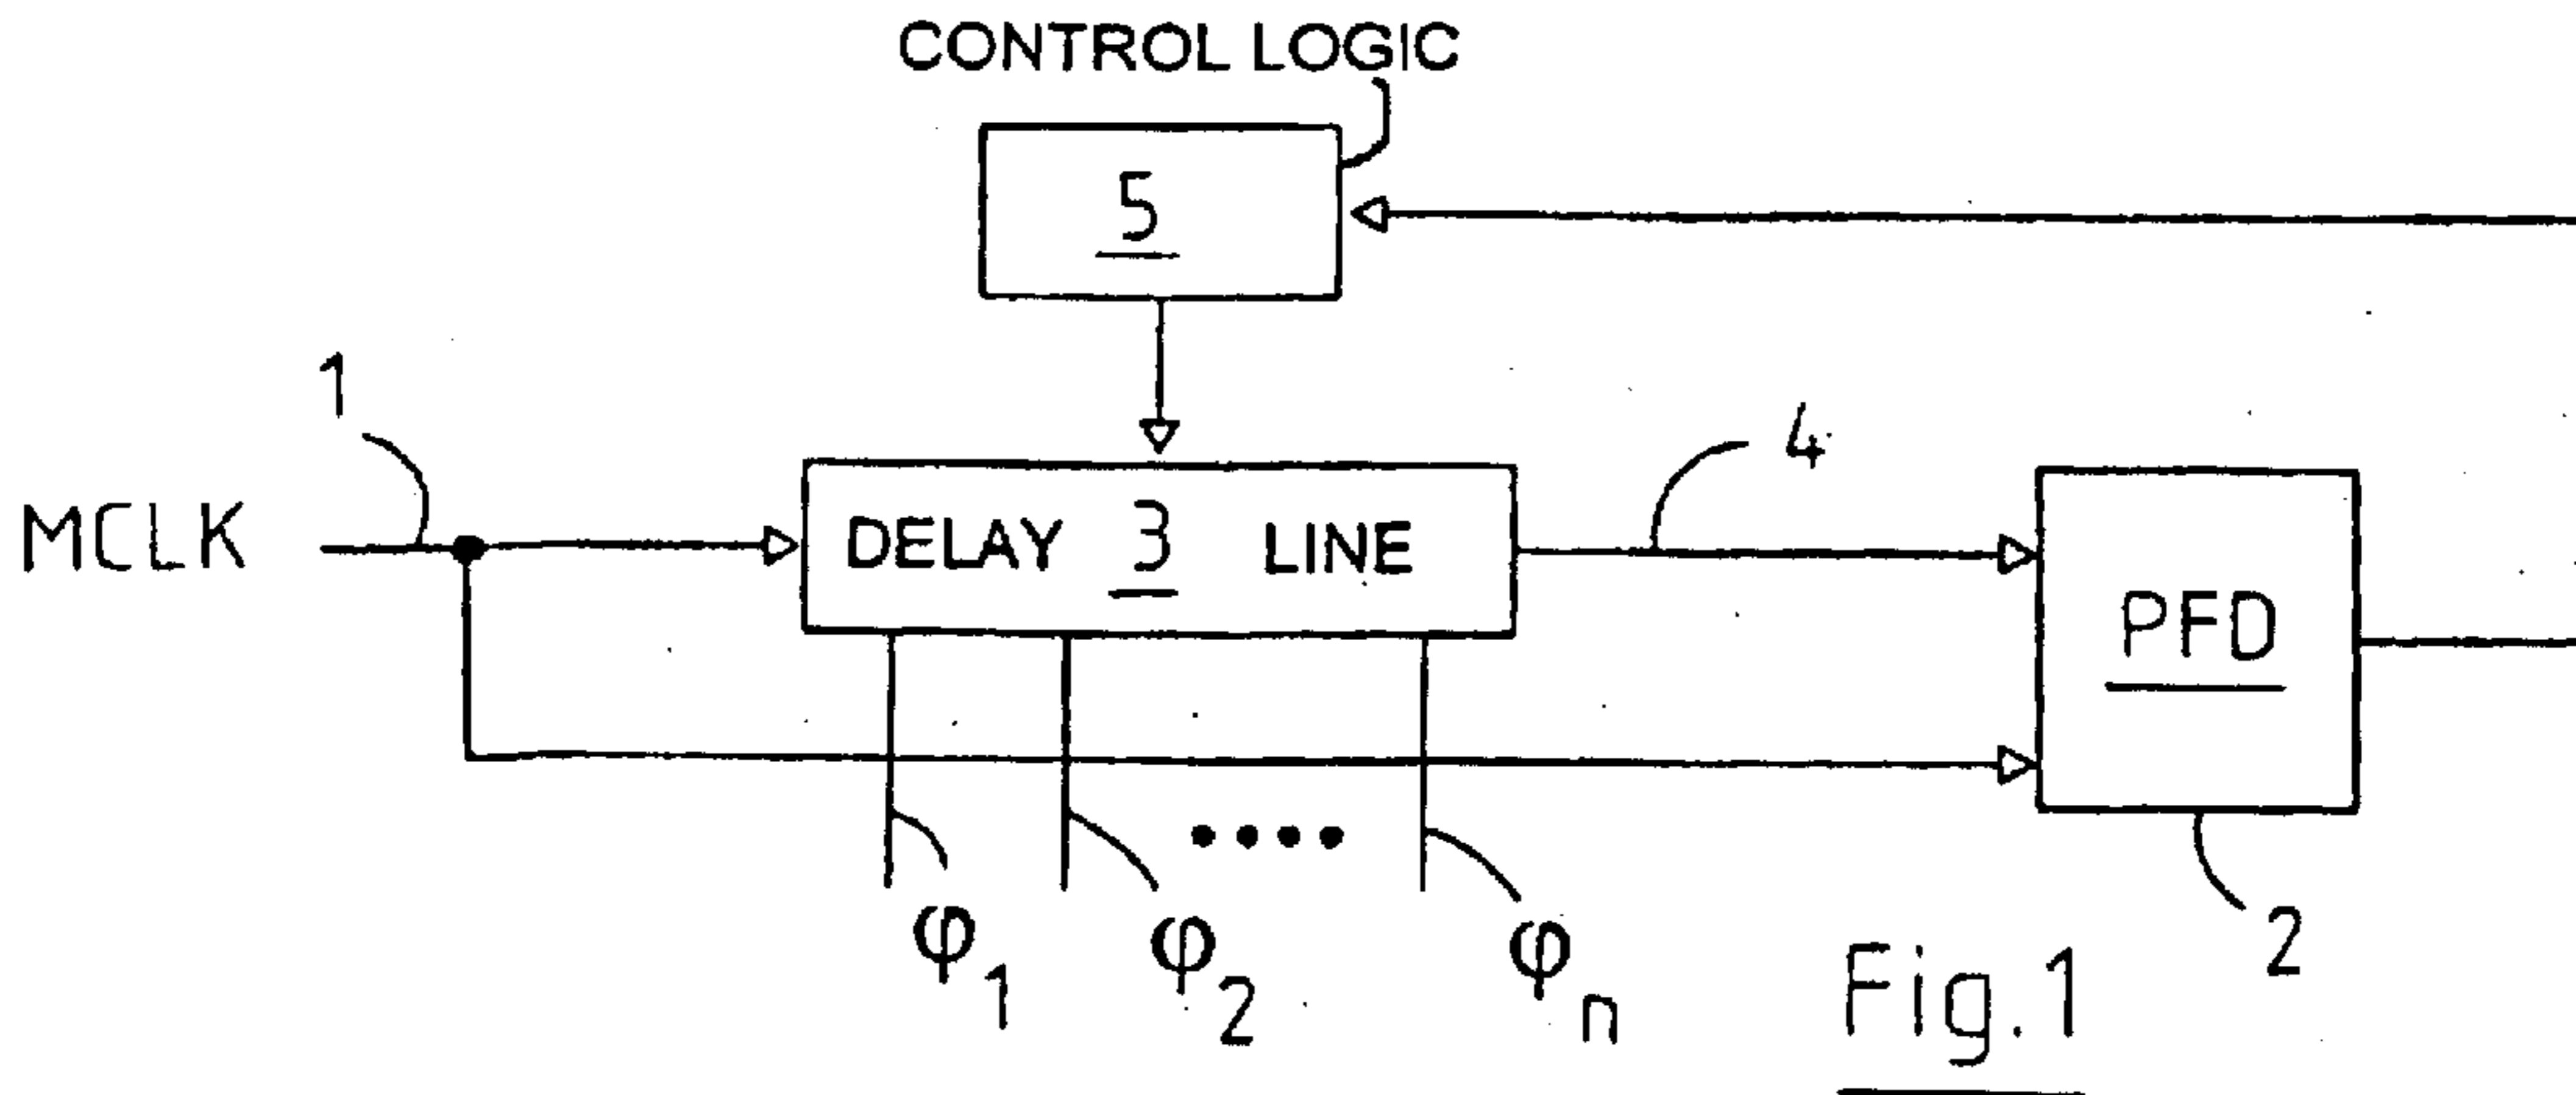 CONTROL LOGIC
5
1
4
MCLK
DELAY 3 LINE
PFD
φ1
φ2
φn
2
Fig.1